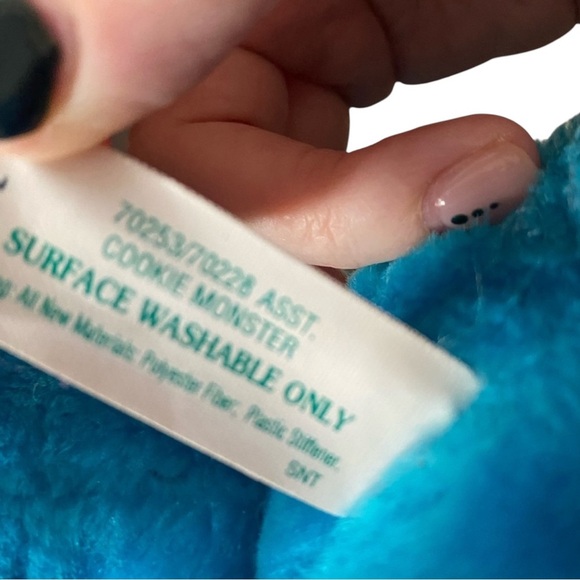 70253/70228 ASST.
COOKIE MONSTER
SURFACE WASHABLE ONLY
All New Materials: Polyester Fiber; Plastic Stiffener.
SNT